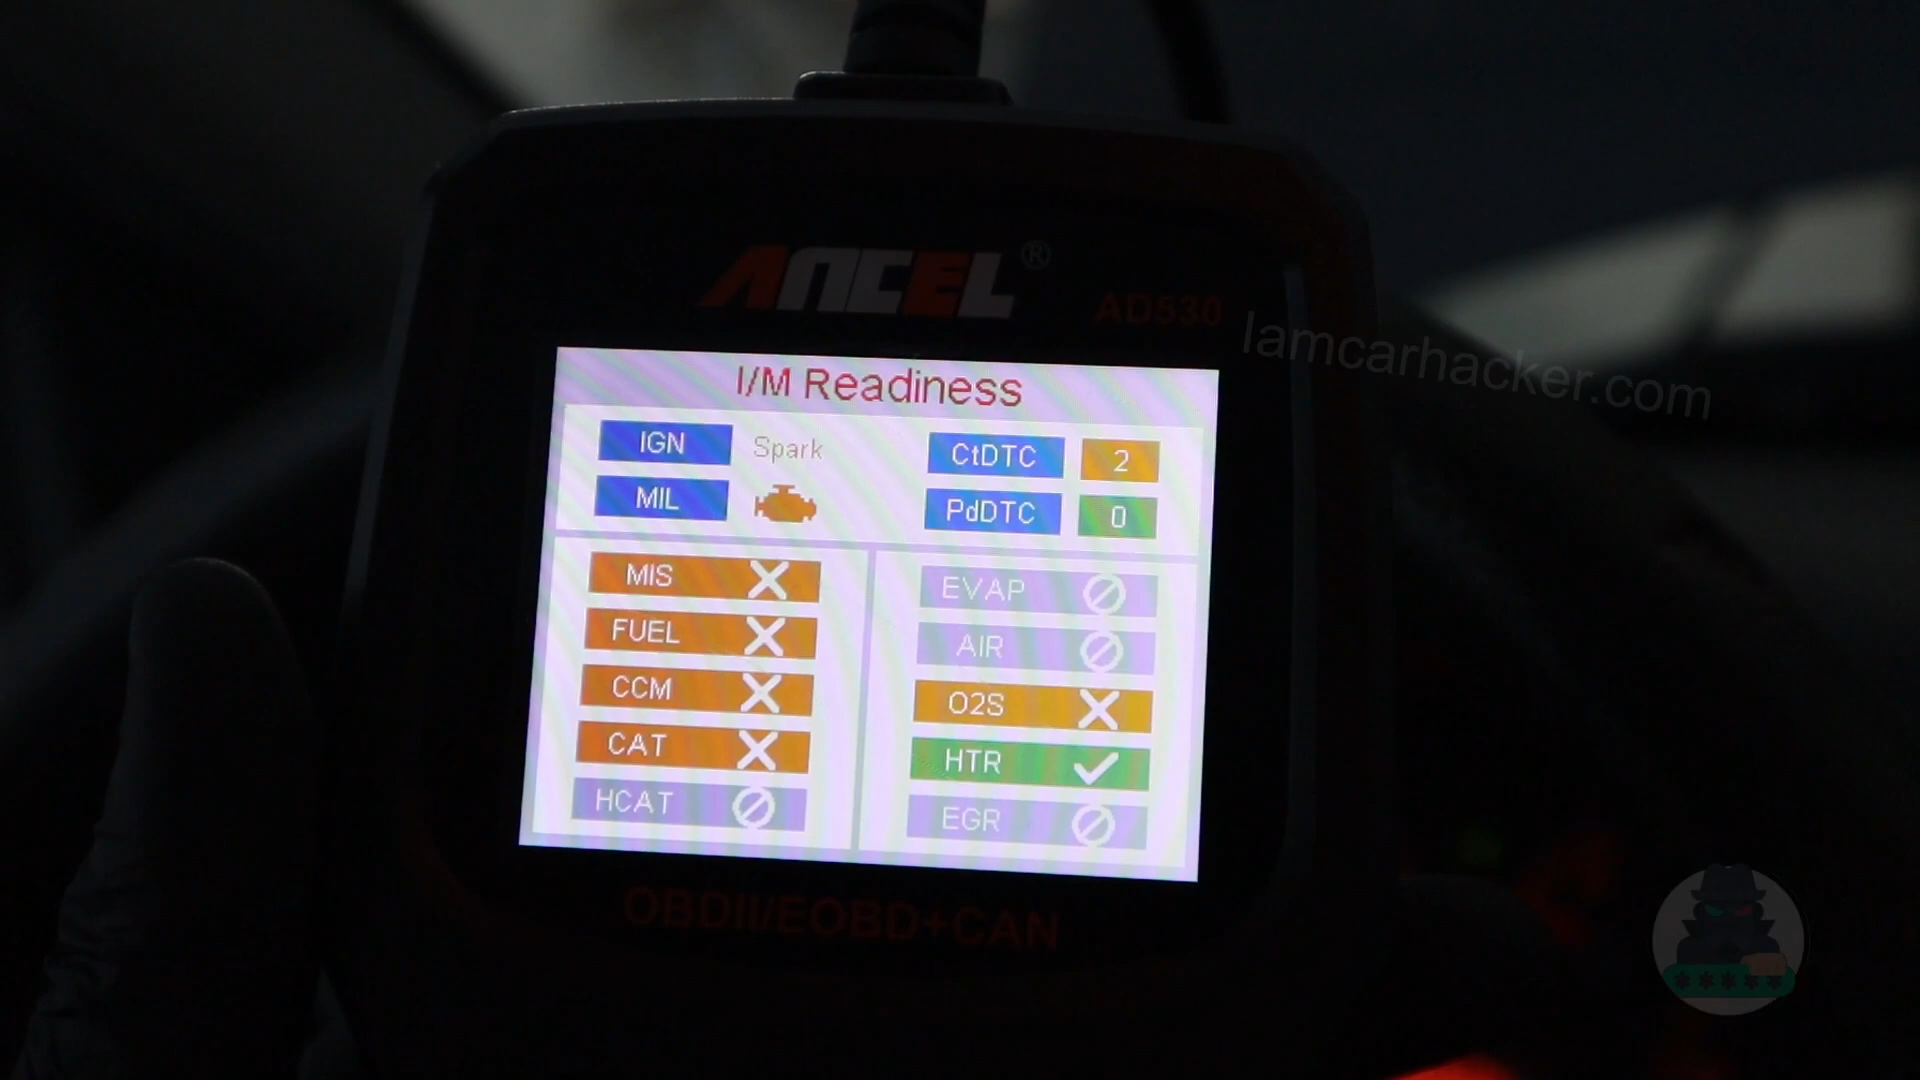 ANCEL®
AD530
Iamcarhacker.com
I/M Readiness
IGN Spark CtDTC 2
MIL PdDTC 0
MIS EVAP
FUEL AIR
CCM O2S
CAT HTR
HCAT EGR
OBDII/EOBD+CAN
*****